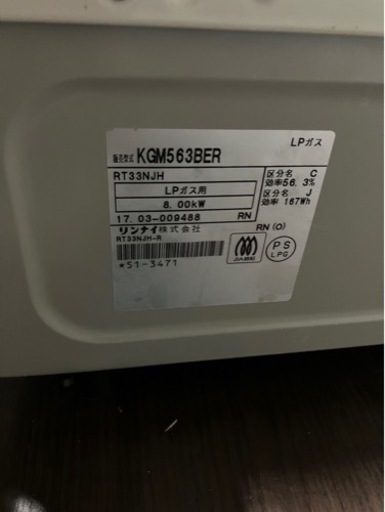 LPガス
販売型式 KGM563BER
RT33NJH
LPガス用
8.00kW
17.03-009488 RN
リンナイ株式会社
RT33NJH-R
*51-3471
区分名 C
効率56.3%
区分名 J
効率 167Wh
RN (O)
PS
LPG